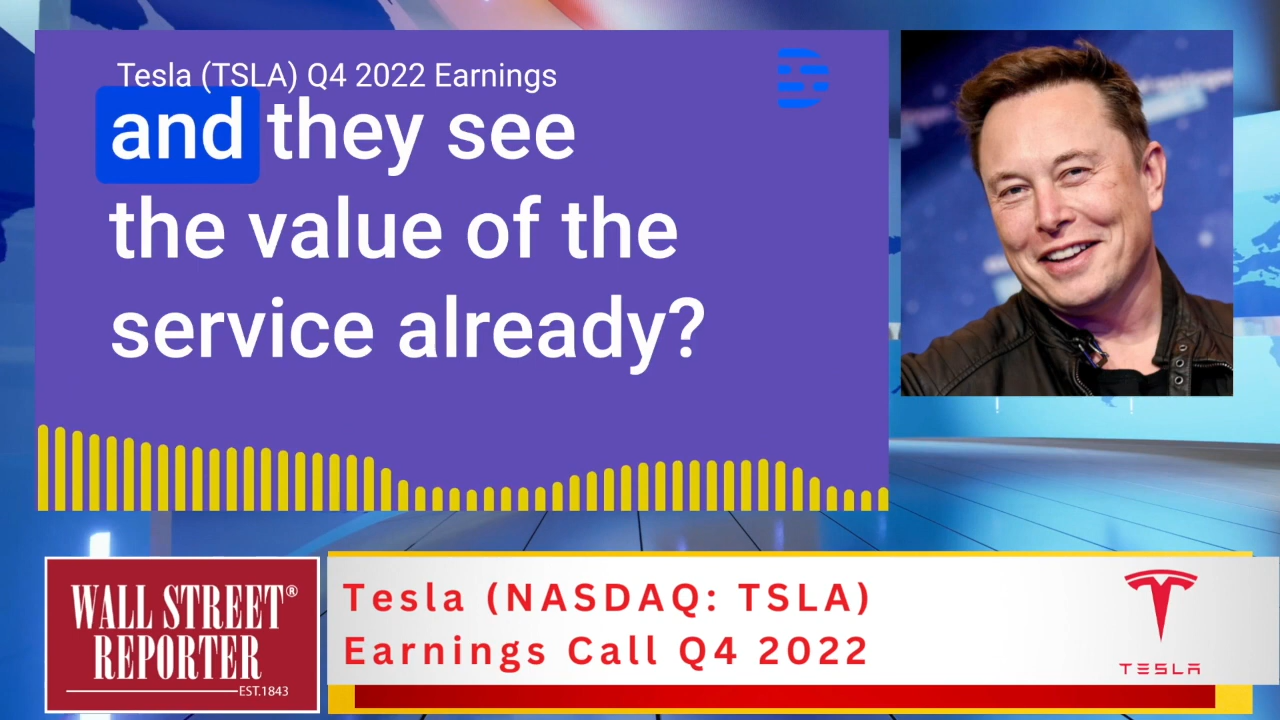 Tesla (TSLA) Q4 2022 Earnings
and they see
the value of the
service already?
WALL STREET®
REPORTER
EST.1843
Tesla (NASDAQ: TSLA)
Earnings Call Q4 2022
TESLA